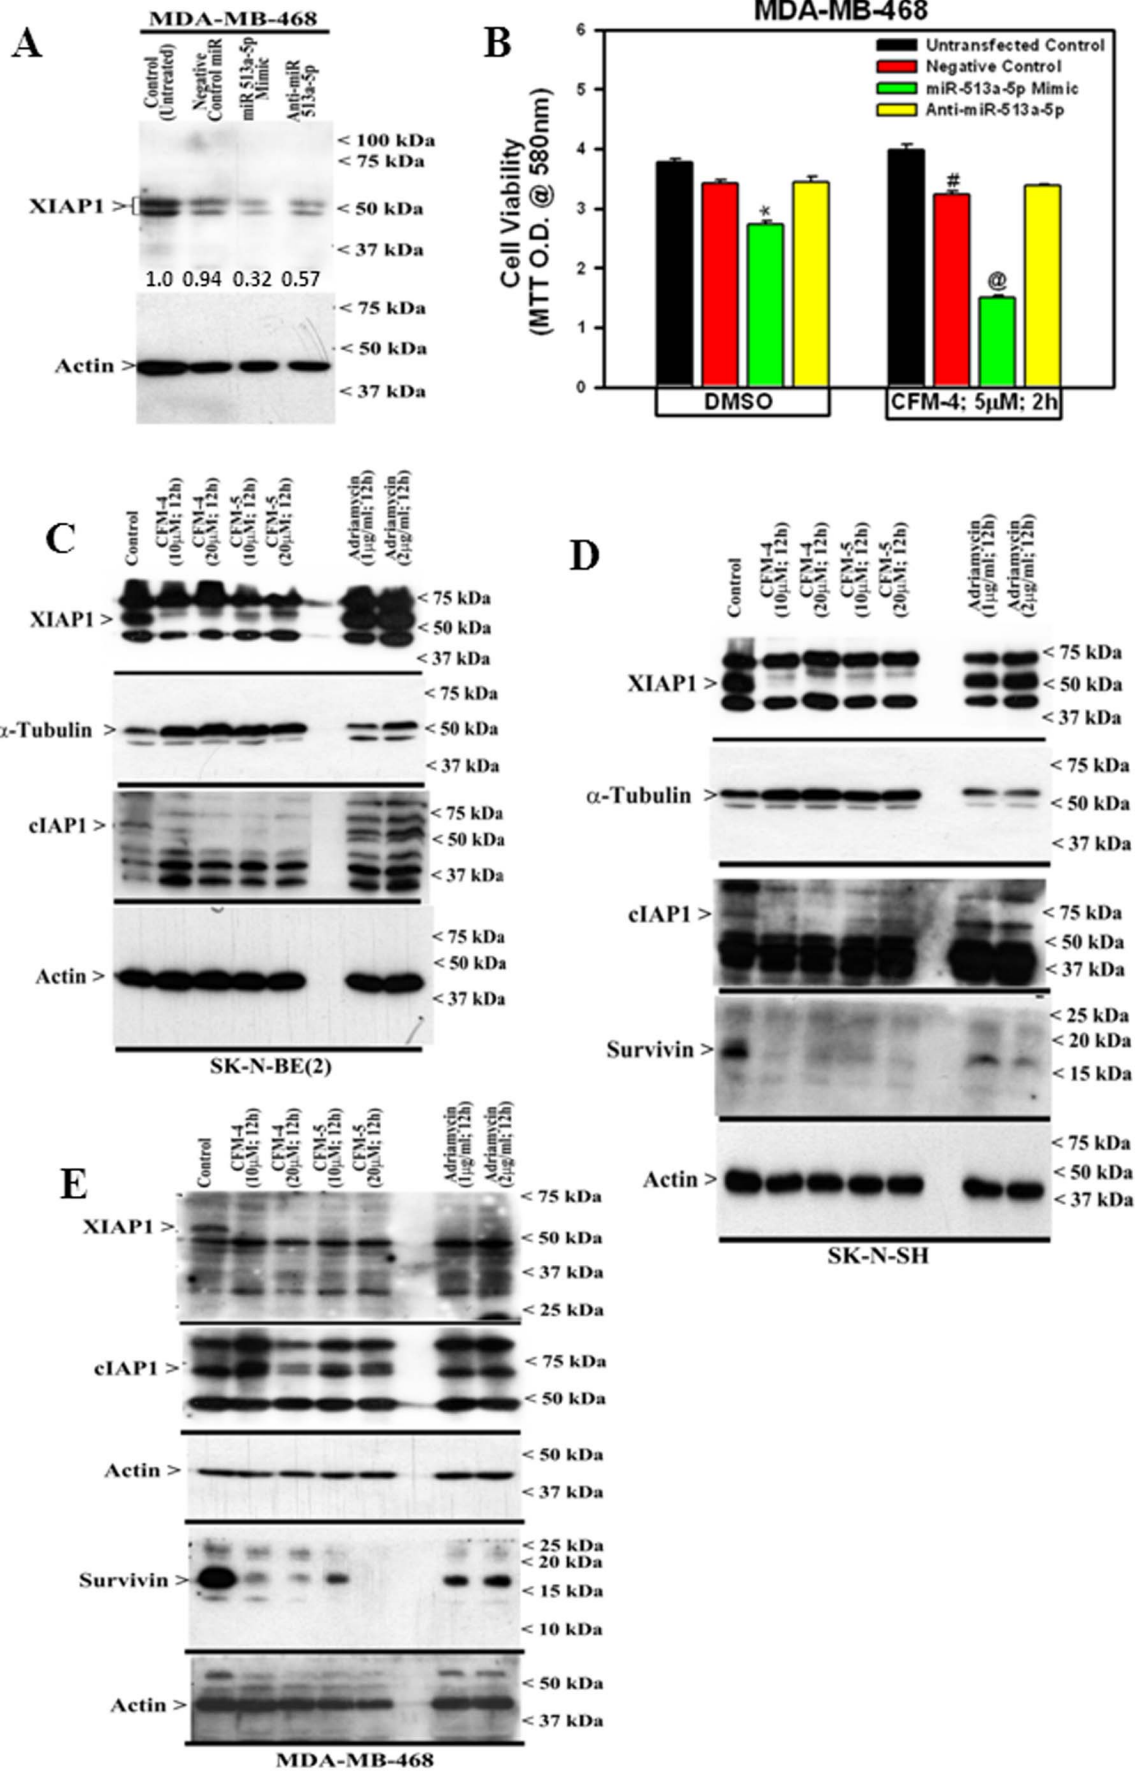 A
MDA-MB-468
Control
(Untreated)
Negative
Control miR
miR 513a-5p
Mimic
Anti-miR
513a-5p
< 100 kDa
< 75 kDa
XIAP1 >
< 50 kDa
< 37 kDa
1.0 0.94 0.32 0.57
< 75 kDa
< 50 kDa
Actin >
< 37 kDa
B
MDA-MB-468
Cell Viability
(MTT O.D. @ 580nm)
6
5
4
3
2
1
0
Untransfected Control
Negative Control
miR-513a-5p Mimic
Anti-miR-513a-5p
*
#
@
DMSO
CFM-4; 5µM; 2h
C
Control
CFM-4
(10µM; 12h)
CFM-4
(20µM; 12h)
CFM-5
(10µM; 12h)
CFM-5
(20µM; 12h)
Adriamycin
(1µg/ml; 12h)
Adriamycin
(2µg/ml; 12h)
< 75 kDa
XIAP1 >
< 50 kDa
< 37 kDa
< 75 kDa
α-Tubulin >
< 50 kDa
< 37 kDa
< 75 kDa
cIAP1 >
< 50 kDa
< 37 kDa
< 75 kDa
< 50 kDa
Actin >
< 37 kDa
SK-N-BE(2)
D
Control
CFM-4
(10µM; 12h)
CFM-4
(20µM; 12h)
CFM-5
(10µM; 12h)
CFM-5
(20µM; 12h)
Adriamycin
(1µg/ml; 12h)
Adriamycin
(2µg/ml; 12h)
< 75 kDa
XIAP1 >
< 50 kDa
< 37 kDa
< 75 kDa
α-Tubulin >
< 50 kDa
< 37 kDa
cIAP1 >
< 75 kDa
< 50 kDa
< 37 kDa
< 25 kDa
< 20 kDa
Survivin >
< 15 kDa
< 75 kDa
Actin >
< 50 kDa
< 37 kDa
SK-N-SH
E
Control
CFM-4
(10µM; 12h)
CFM-4
(20µM; 12h)
CFM-5
(10µM; 12h)
CFM-5
(20µM; 12h)
Adriamycin
(1µg/ml; 12h)
Adriamycin
(2µg/ml; 12h)
< 75 kDa
XIAP1 >
< 50 kDa
< 37 kDa
< 25 kDa
cIAP1 >
< 75 kDa
< 50 kDa
< 50 kDa
Actin >
< 37 kDa
< 25 kDa
< 20 kDa
Survivin >
< 15 kDa
< 10 kDa
< 50 kDa
Actin >
< 37 kDa
MDA-MB-468